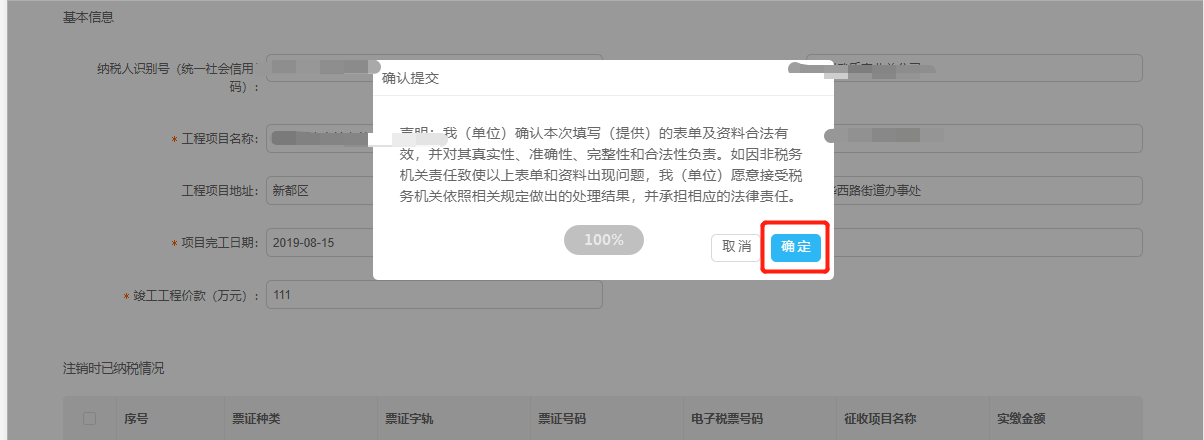 基本信息
纳税人识别号（统一社会信用
码）：
确认提交
* 工程项目名称：
声明：我（单位）确认本次填写（提供）的表单及资料合法有
效，并对其真实性、准确性、完整性和合法性负责。如因非税务
机关责任致使以上表单和资料出现问题，我（单位）愿意接受税
务机关依照相关规定做出的处理结果，并承担相应的法律责任。
工程项目地址： 新都区
西路街道办事处
* 项目完工日期： 2019-08-15
100%
取消 确定
* 竣工工程价款（万元）： 111
注销时已纳税情况
序号 票证种类 票证字轨 票证号码 电子税票号码 征收项目名称 实缴金额